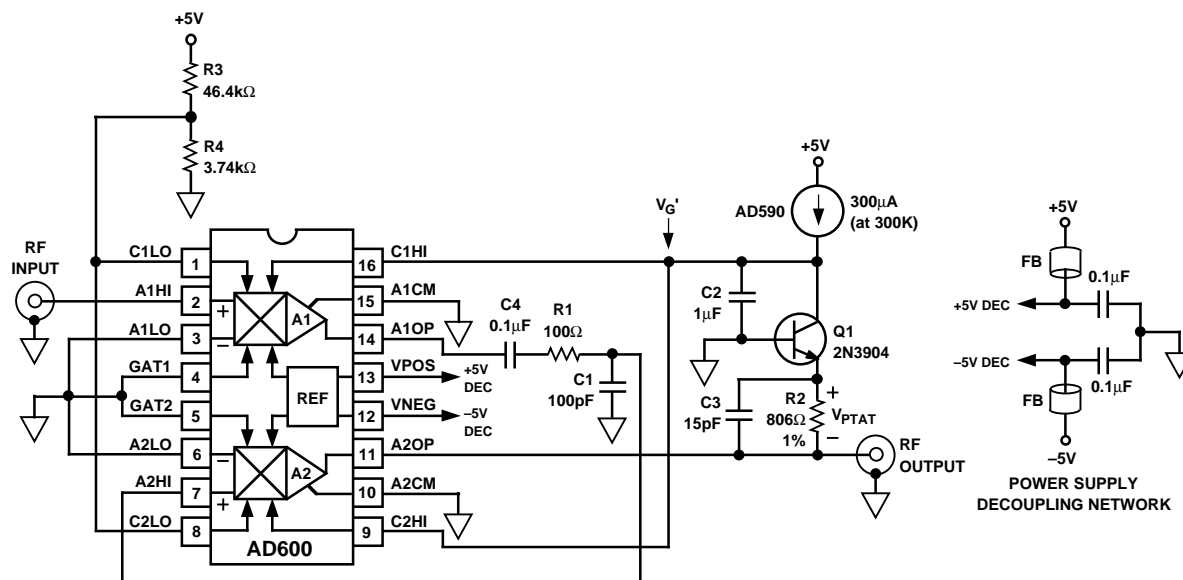 +5V
R3
46.4kΩ
R4
3.74kΩ
RF
INPUT
C1LO
A1HI
A1LO
GAT1
GAT2
A2LO
A2HI
C2LO
1
2
3
4
5
6
7
8
+
–
A1
REF
–
+
A2
AD600
16
15
14
13
12
11
10
9
C1HI
A1CM
A1OP
VPOS
VNEG
A2OP
A2CM
C2HI
+5V
DEC
–5V
DEC
C4
0.1µF
R1
100Ω
C1
100pF
VG'
C2
1µF
+5V
AD590
300µA
(at 300K)
Q1
2N3904
C3
15pF
R2
806Ω
1%
+
VPTAT
–
RF
OUTPUT
+5V
FB
0.1µF
+5V DEC
–5V DEC
0.1µF
FB
–5V
POWER SUPPLY
DECOUPLING NETWORK